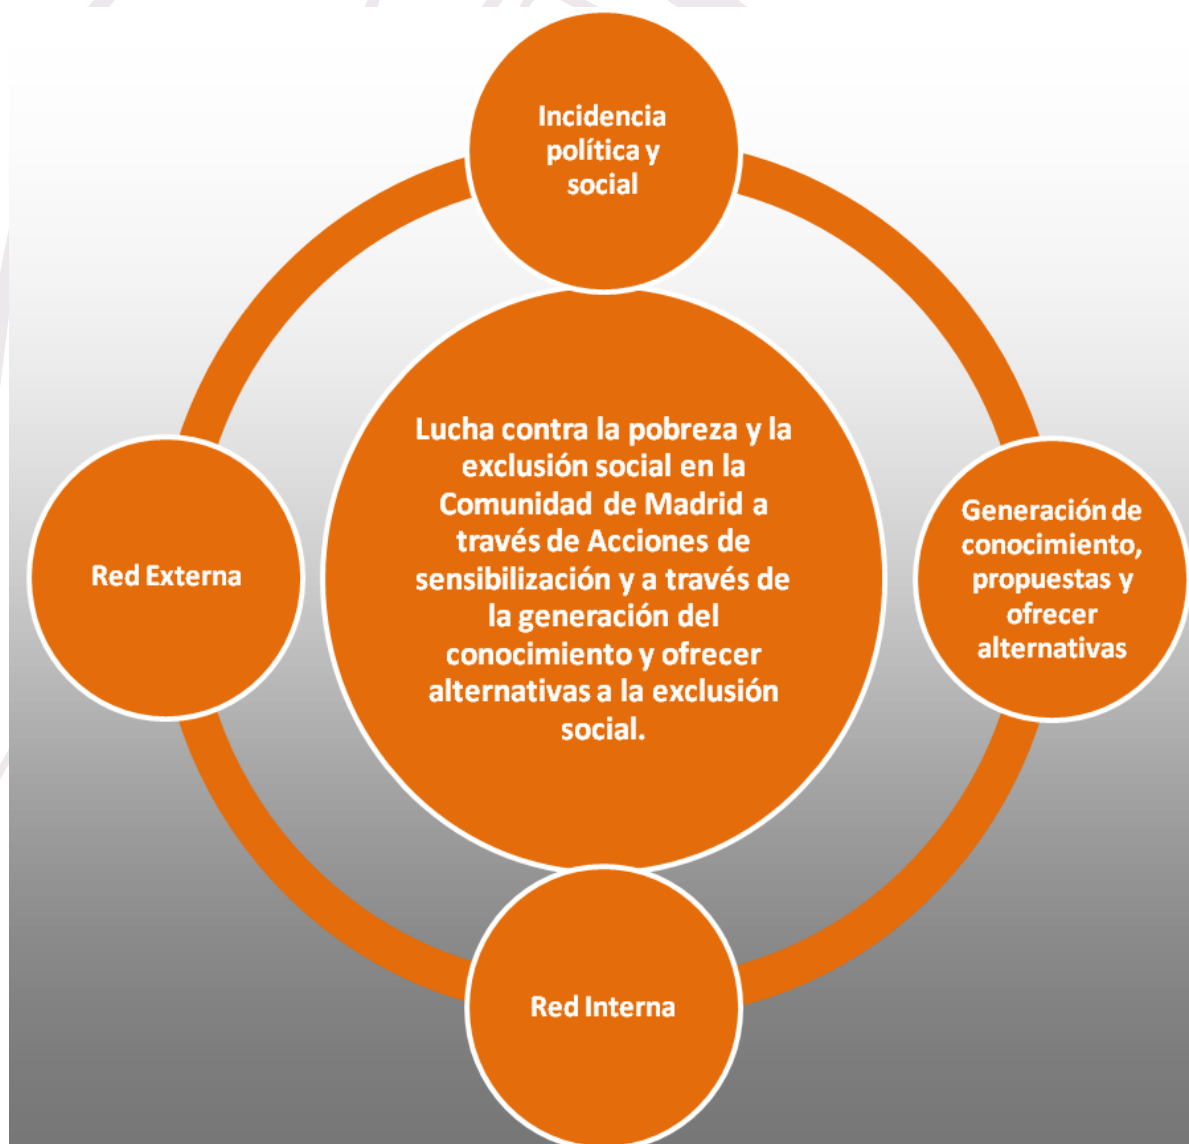 Incidencia
política y
social
Lucha contra la pobreza y la
exclusión social en la
Comunidad de Madrid a
través de Acciones de
sensibilización y a través de
la generación del
conocimiento y ofrecer
alternativas a la exclusión
social.
Generación de
conocimiento,
propuestas y
ofrecer
alternativas
Red Externa
Red Interna